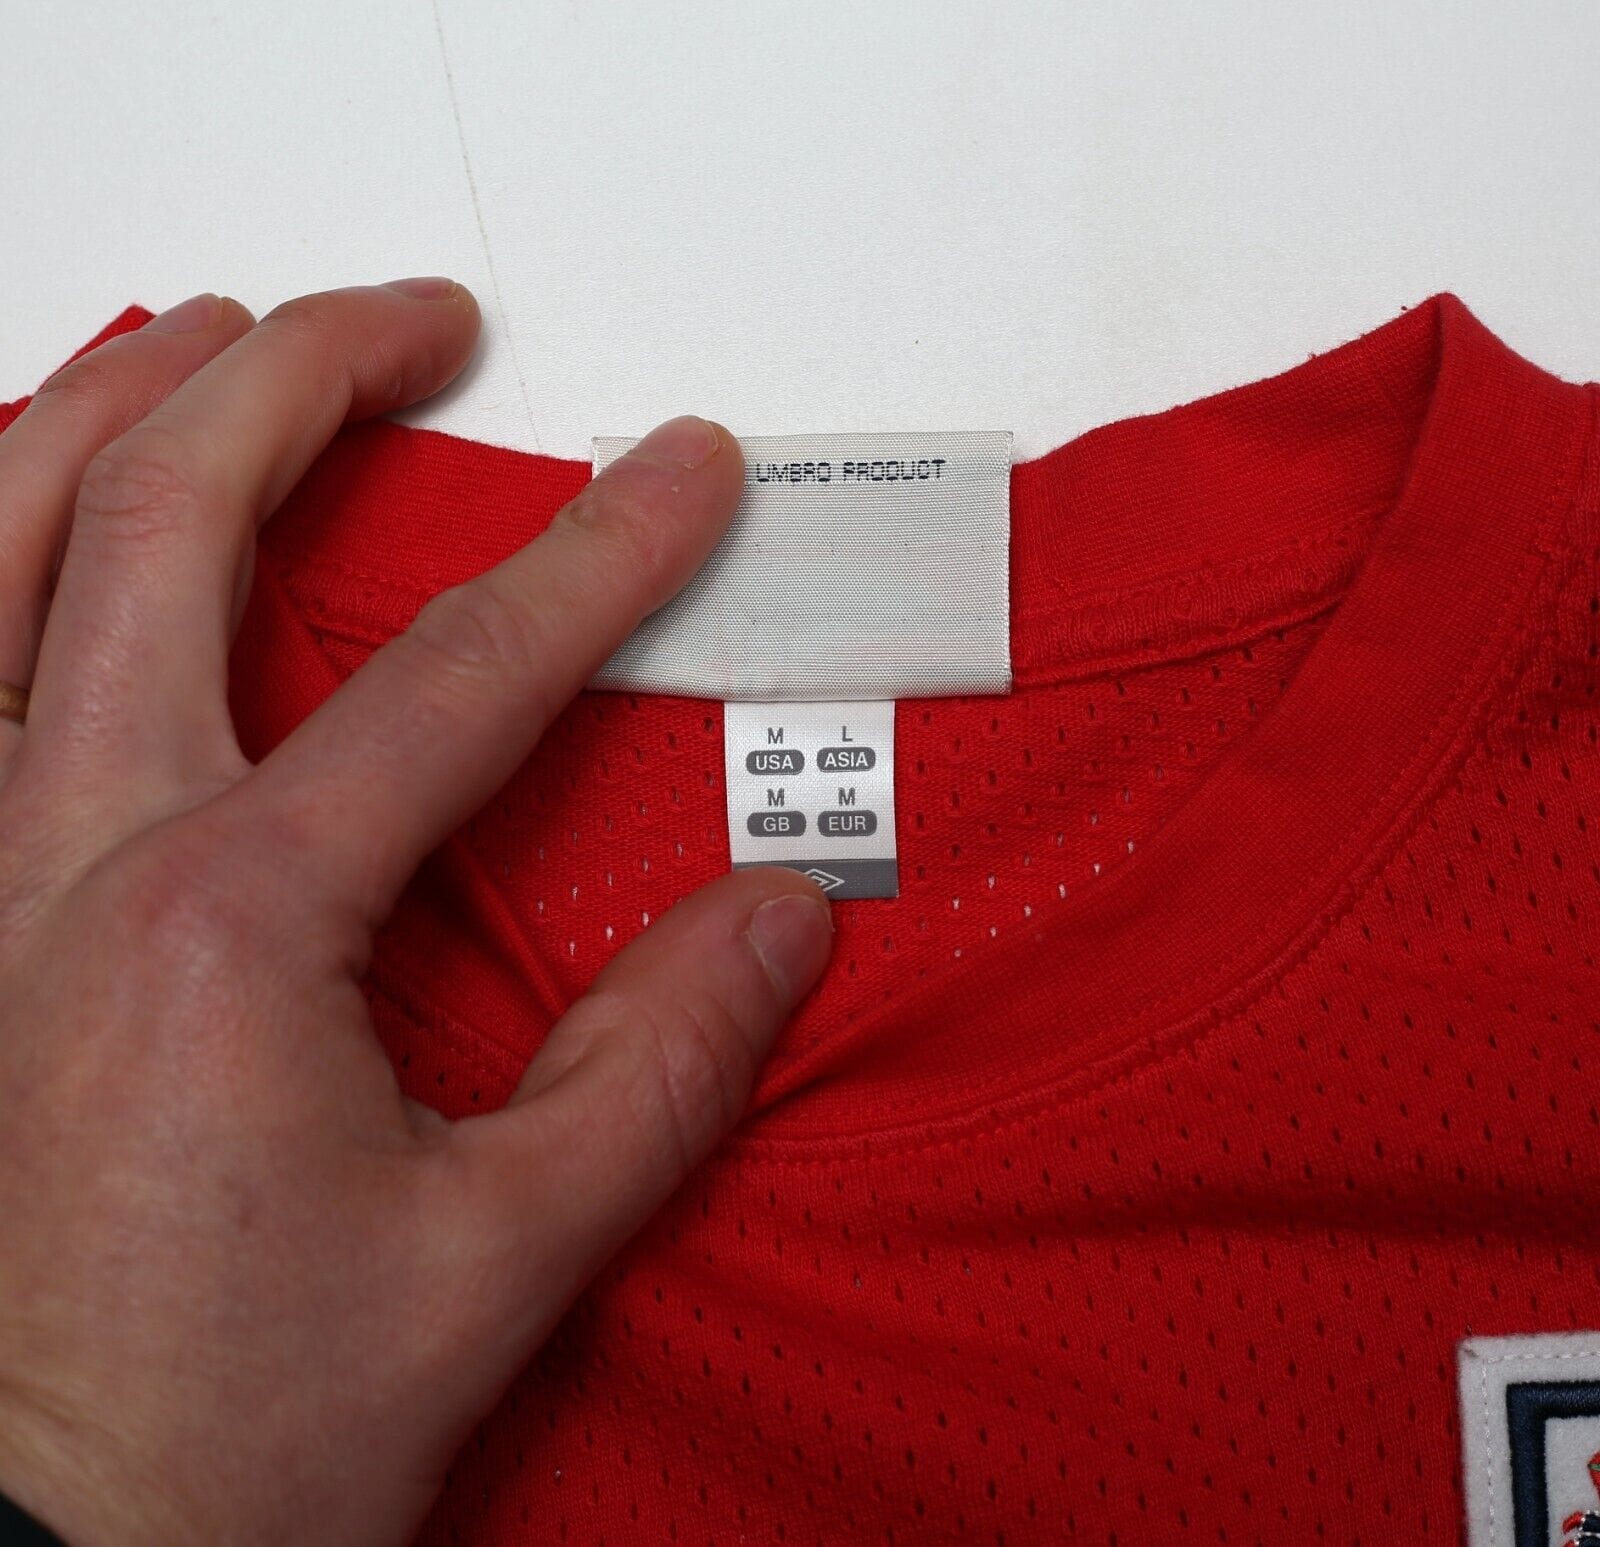 UMBRO PRODUCT
M L
USA ASIA
M M
GB EUR